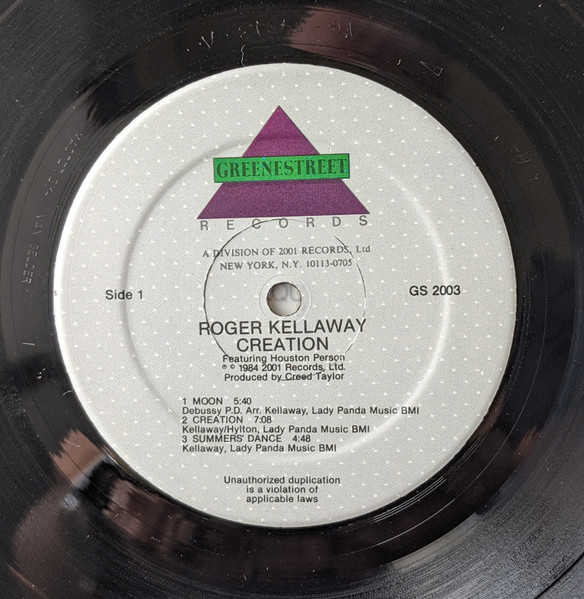 GREENESTREET
RECORDS
A DIVISION OF 2001 RECORDS, Ltd
NEW YORK, N.Y. 10113-0705
Side 1
GS 2003
ROGER KELLAWAY
CREATION
Featuring Houston Person
℗ © 1984 2001 Records, Ltd.
Produced by Creed Taylor
1 MOON 5:40
Debussy P.D. Arr. Kellaway, Lady Panda Music BMI
2 CREATION 7:08
Kellaway/Hylton, Lady Panda Music BMI
3 SUMMERS' DANCE 4:48
Kellaway, Lady Panda Music BMI
Unauthorized duplication
is a violation of
applicable laws